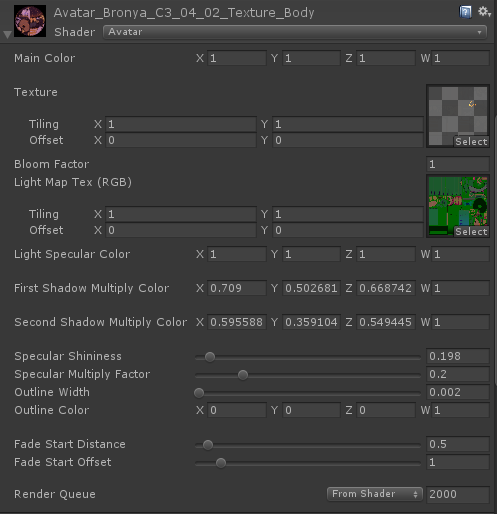 Avatar_Bronya_C3_04_02_Texture_Body
Shader Avatar
Main Color X 1 Y 1 Z 1 W 1
Texture
Tiling X 1 Y 1
Offset X 0 Y 0
Select
Bloom Factor 1
Light Map Tex (RGB)
Tiling X 1 Y 1
Offset X 0 Y 0
Select
Light Specular Color X 1 Y 1 Z 1 W 1
First Shadow Multiply Color X 0.709 Y 0.502681 Z 0.668742 W 1
Second Shadow Multiply Color X 0.595588 Y 0.359104 Z 0.549445 W 1
Specular Shininess 0.198
Specular Multiply Factor 0.2
Outline Width 0.002
Outline Color X 0 Y 0 Z 0 W 1
Fade Start Distance 0.5
Fade Start Offset 1
Render Queue From Shader 2000